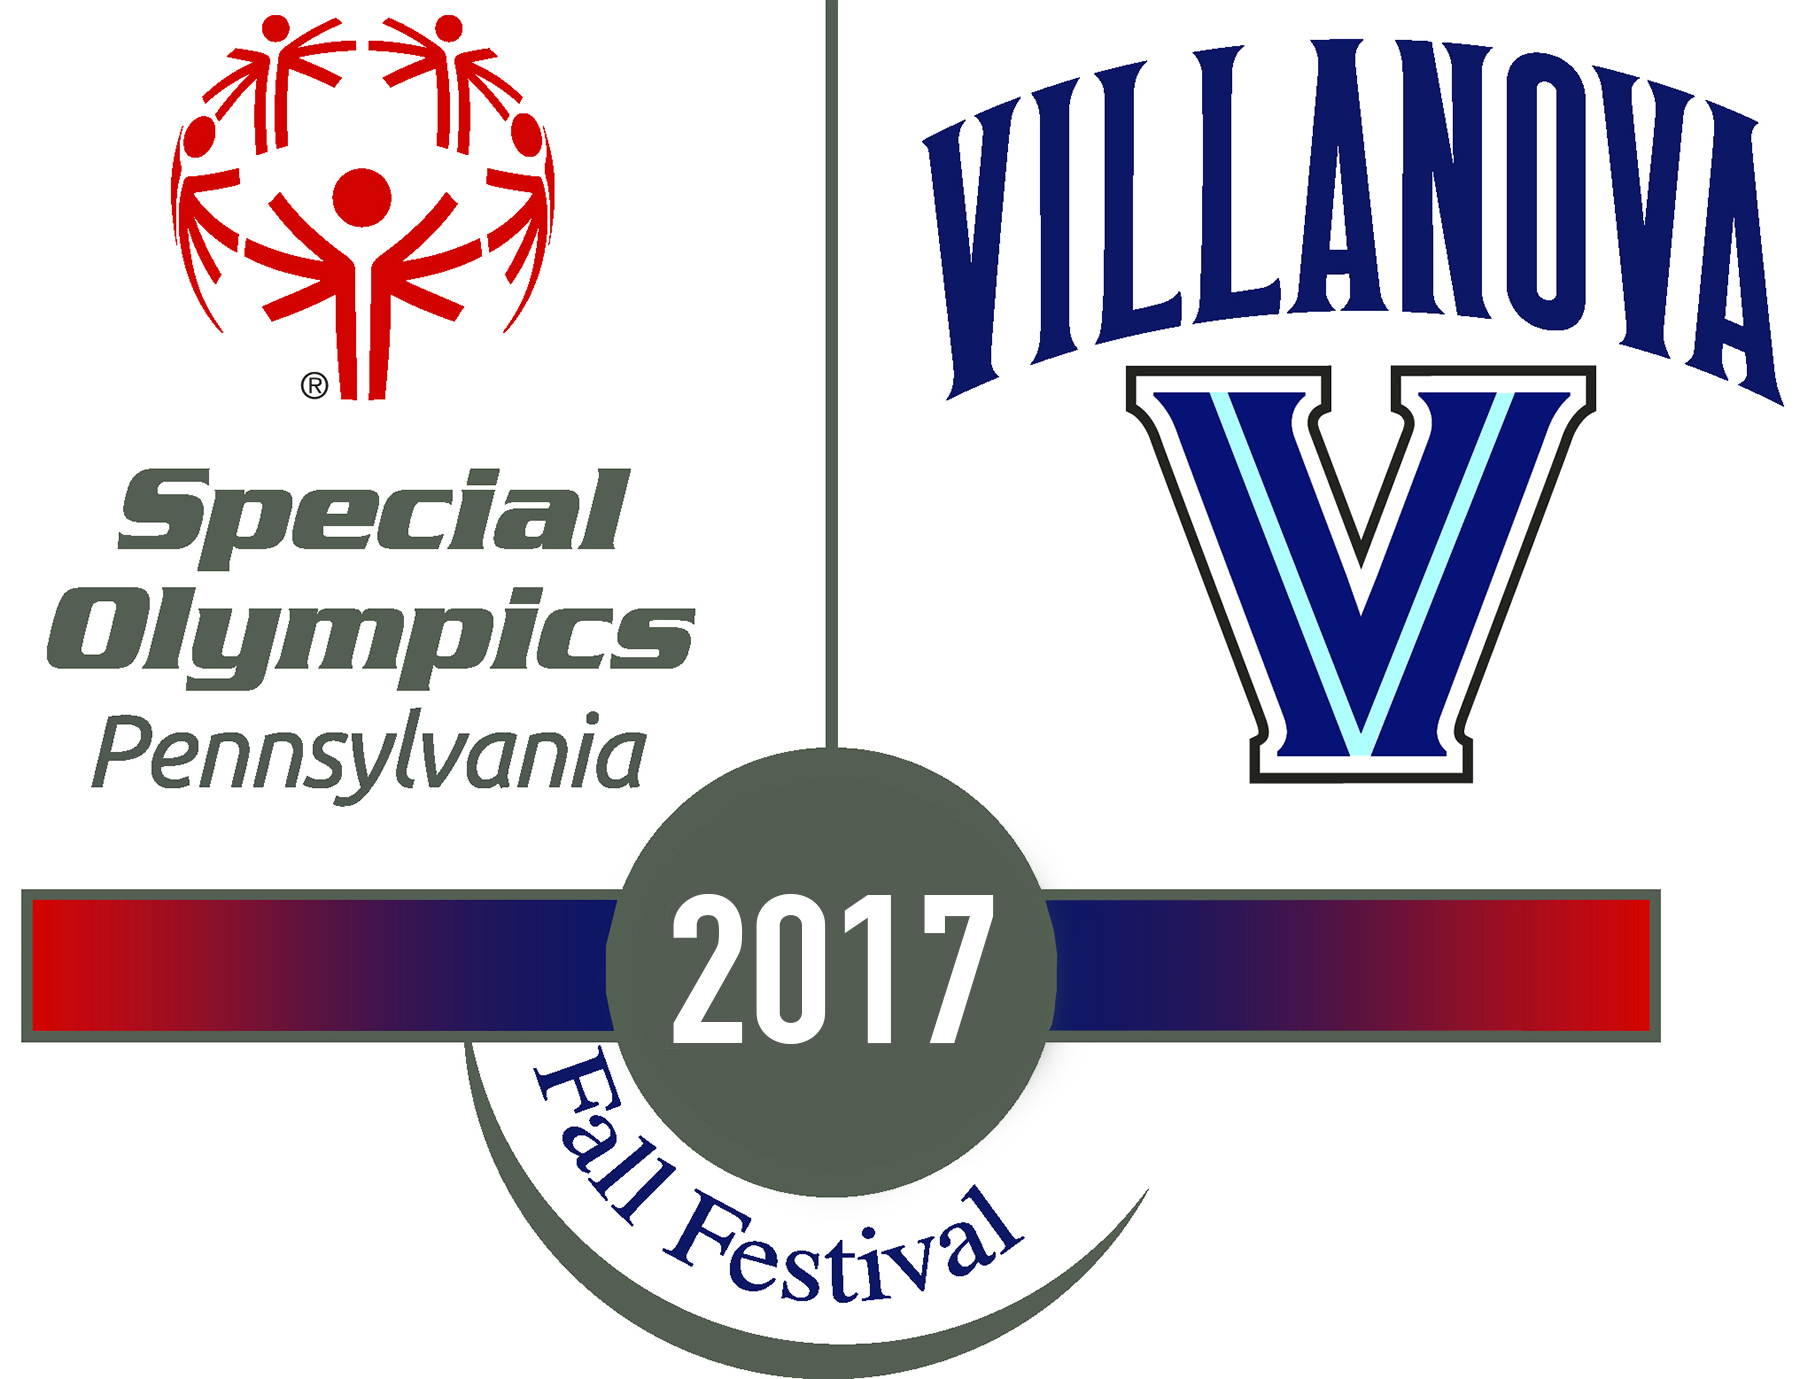 ®
Special
Olympics
Pennsylvania
VILLANOVA
V
2017
Fall Festival